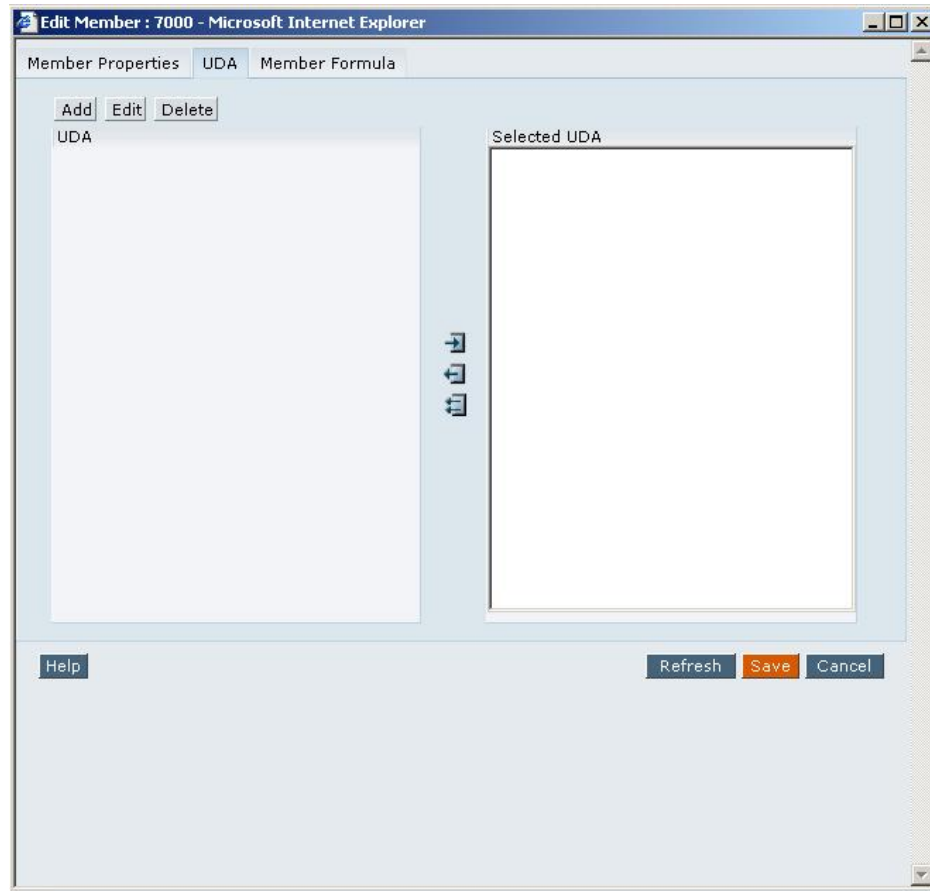 Edit Member : 7000 - Microsoft Internet Explorer
Member Properties UDA Member Formula
Add Edit Delete
UDA Selected UDA
Help Refresh Save Cancel